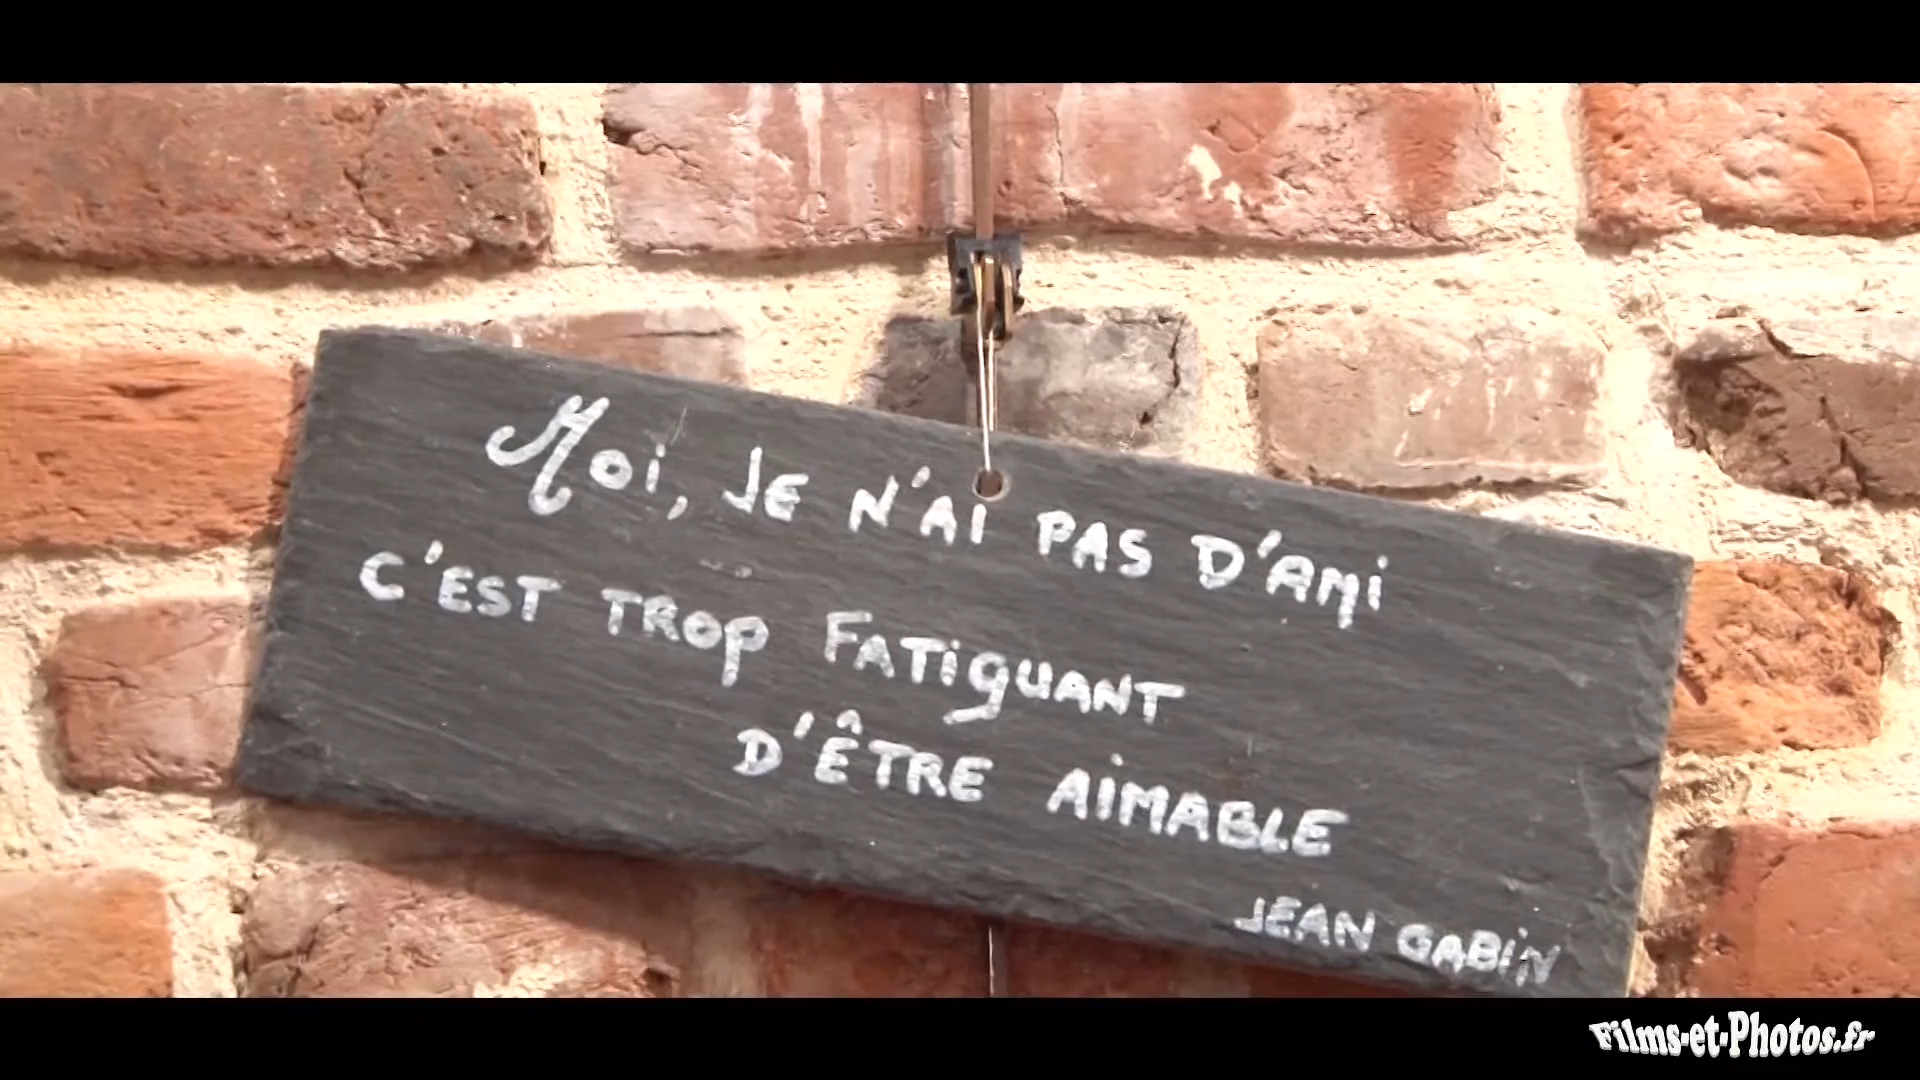 Moi, JE N'Ai PAS D'AMi
C'EST TROP FATiguANT
D'ÊTRE AiMABLE
JEAN GABiN
Films-et-Photos.fr